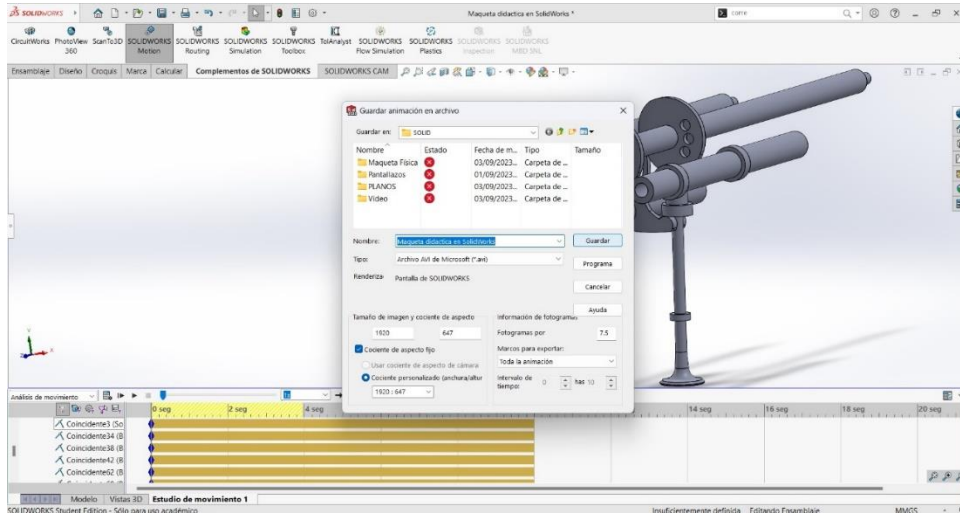 SOLIDWORKS
Maqueta didactica en SolidWorks *
corre
CircuitWorks PhotoView 360 ScanTo3D SOLIDWORKS Motion SOLIDWORKS Routing SOLIDWORKS Simulation SOLIDWORKS Toolbox TolAnalyst SOLIDWORKS Flow Simulation SOLIDWORKS Plastics SOLIDWORKS Inspection SOLIDWORKS MBD SNL
Ensamblaje Diseño Croquis Marca Calcular Complementos de SOLIDWORKS SOLIDWORKS CAM
Guardar animación en archivo
Guardar en: SOLID
Nombre Estado Fecha de m... Tipo Tamaño
Maqueta Física 03/09/2023... Carpeta de ...
Pantallazos 01/09/2023... Carpeta de ...
PLANOS 03/09/2023... Carpeta de ...
Video 03/09/2023... Carpeta de ...
Nombre: Maqueta didactica en SolidWorks Guardar
Tipo: Archivo AVI de Microsoft (*.avi) Programa
Renderiza Pantalla de SOLIDWORKS Cancelar
Ayuda
Tamaño de imagen y cociente de aspecto
1920 647
Cociente de aspecto fijo
Usar cociente de aspecto de cámara
Cociente personalizado (anchora/altur
1920 : 647
Información de fotogramas
Fotogramas por 7.5
Marcos para exportar:
Toda la animación
Intervalo de tiempo: 0 has 10
Análisis de movimiento
0 seg 2 seg 4 seg 14 seg 16 seg 18 seg 20 seg
Coincidente3 (So
Coincidente34 (B
Coincidente38 (B
Coincidente42 (B
Coincidente62 (B
Modelo Vistas 3D Estudio de movimiento 1
SOLIDWORKS Student Edition - Sólo para uso académico Insuficientemente definida Editando Ensamblaje MMGS